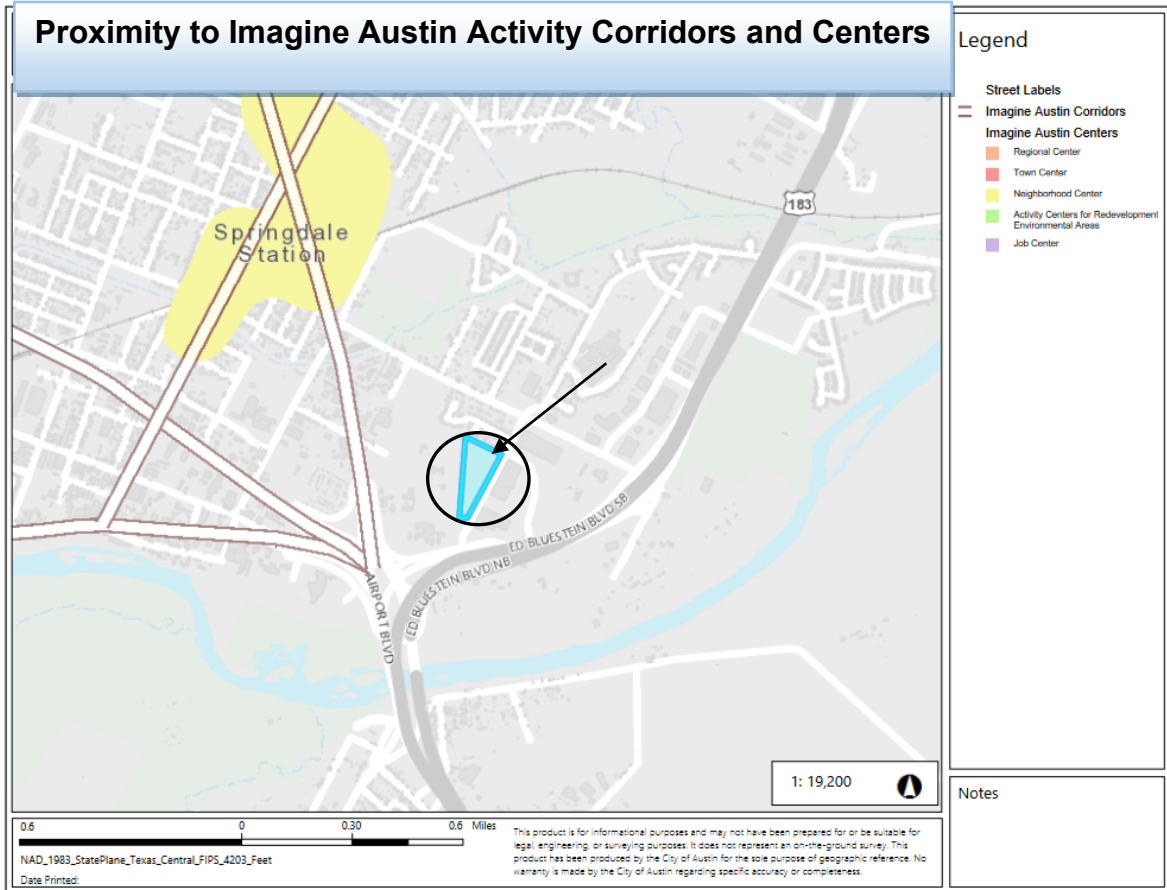 Proximity to Imagine Austin Activity Corridors and Centers
Legend
Street Labels
Imagine Austin Corridors
Imagine Austin Centers
Regional Center
Town Center
Neighborhood Center
Activity Centers for Redevelopment
Environmental Areas
Job Center
183
Springdale
Station
ED BLUESTEIN BLVD SB
ED BLUESTEIN BLVD NB
AIRPORT BLVD
1: 19,200
Notes
0.6 0 0.30 0.6 Miles
NAD_1983_StatePlane_Texas_Central_FIPS_4203_Feet
Date Printed:
This product is for informational purposes and may not have been prepared for or be suitable for
legal, engineering, or surveying purposes. It does not represent an on-the-ground survey. This
product has been produced by the City of Austin for the sole purpose of geographic reference. No
warranty is made by the City of Austin regarding specific accuracy or completeness.